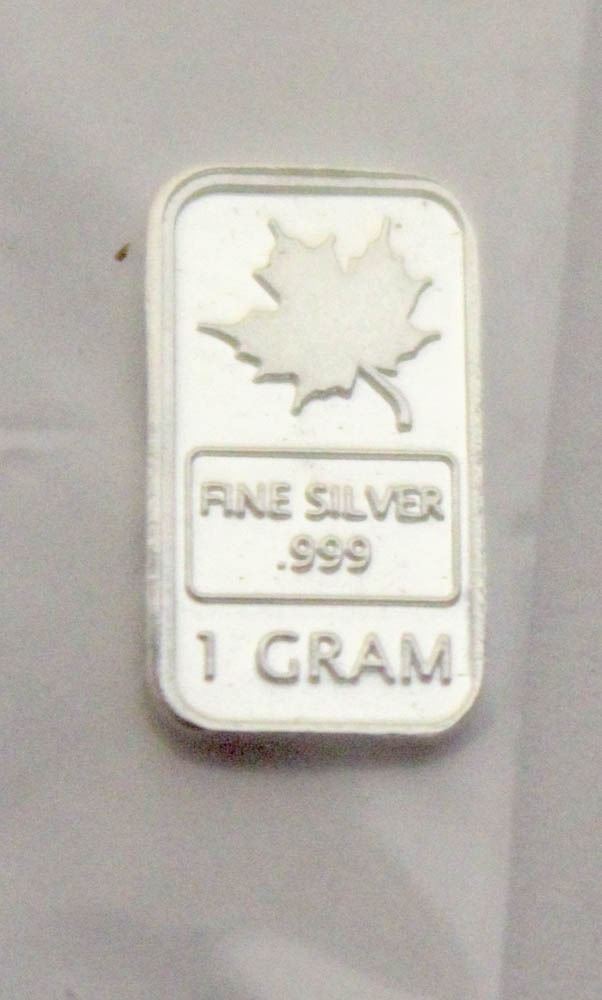 FINE SILVER
.999
1 GRAM